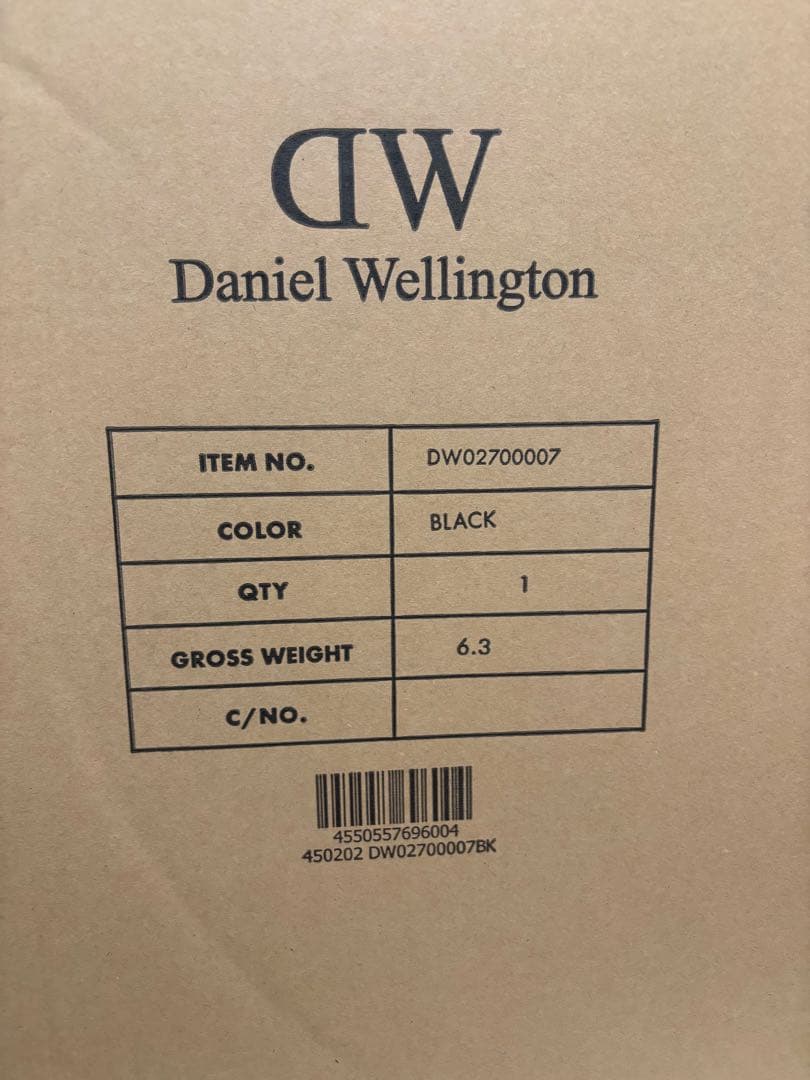 DW
Daniel Wellington
ITEM NO. DW02700007
COLOR BLACK
QTY 1
GROSS WEIGHT 6.3
C/NO.
4550557696004
450202 DW02700007BK